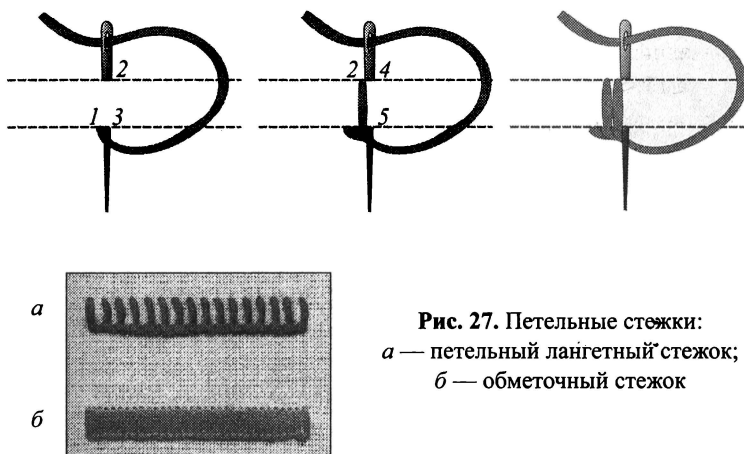 2
1 3
2 4
5
а
б
Рис. 27. Петельные стежки:
а — петельный лангетный стежок;
б — обметочный стежок